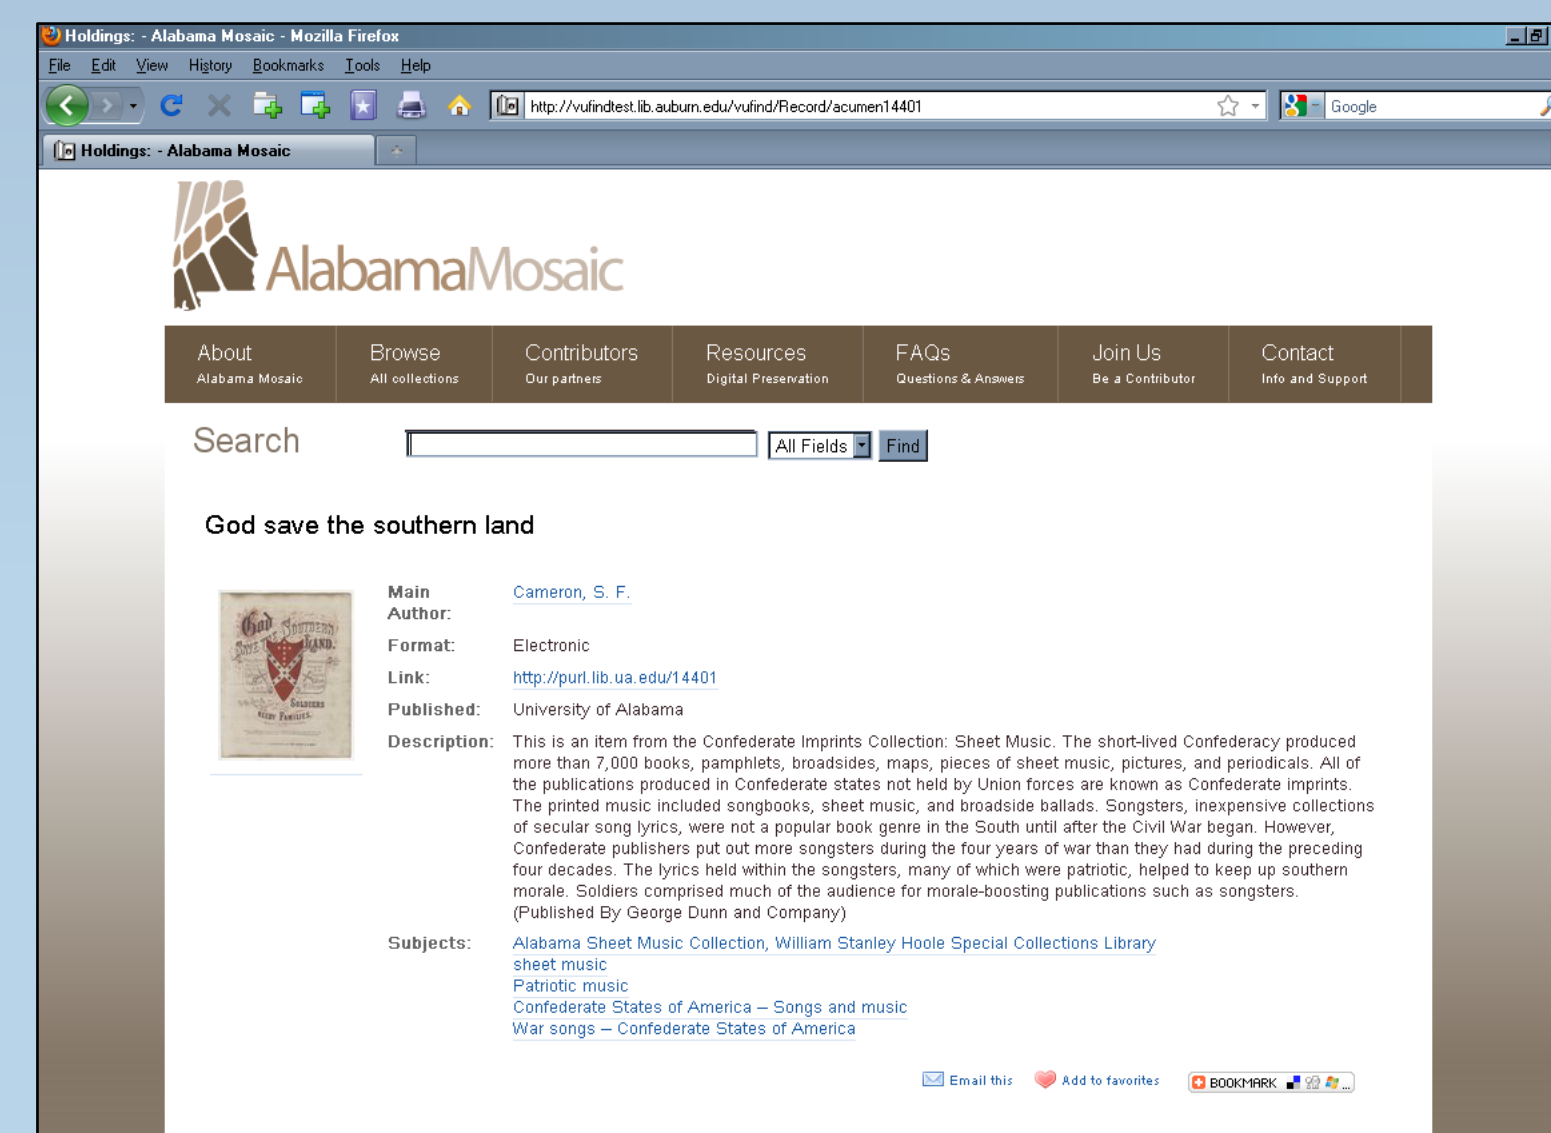 Holdings: - Alabama Mosaic - Mozilla Firefox
File Edit View History Bookmarks Tools Help
http://vufindtest.lib.auburn.edu/vufind/Record/acumen14401 Google
Holdings: - Alabama Mosaic
AlabamaMosaic
About Browse Contributors Resources FAQs Join Us Contact
Alabama Mosaic All collections Our partners Digital Preservation Questions & Answers Be a Contributor Info and Support
Search All Fields Find
God save the southern land
God Southern
Save the Land.
Soldiers
Families.
Main Author: Cameron, S. F.
Format: Electronic
Link: http://purl.lib.ua.edu/14401
Published: University of Alabama
Description: This is an item from the Confederate Imprints Collection: Sheet Music. The short-lived Confederacy produced
more than 7,000 books, pamphlets, broadsides, maps, pieces of sheet music, pictures, and periodicals. All of
the publications produced in Confederate states not held by Union forces are known as Confederate imprints.
The printed music included songbooks, sheet music, and broadside ballads. Songsters, inexpensive collections
of secular song lyrics, were not a popular book genre in the South until after the Civil War began. However,
Confederate publishers put out more songsters during the four years of war than they had during the preceding
four decades. The lyrics held within the songsters, many of which were patriotic, helped to keep up southern
morale. Soldiers comprised much of the audience for morale-boosting publications such as songsters.
(Published By George Dunn and Company)
Subjects: Alabama Sheet Music Collection, William Stanley Hoole Special Collections Library
sheet music
Patriotic music
Confederate States of America – Songs and music
War songs – Confederate States of America
Email this Add to favorites BOOKMARK ...